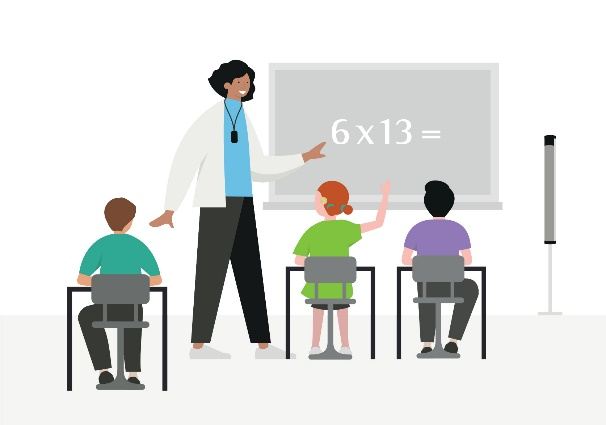 6 x 13 =